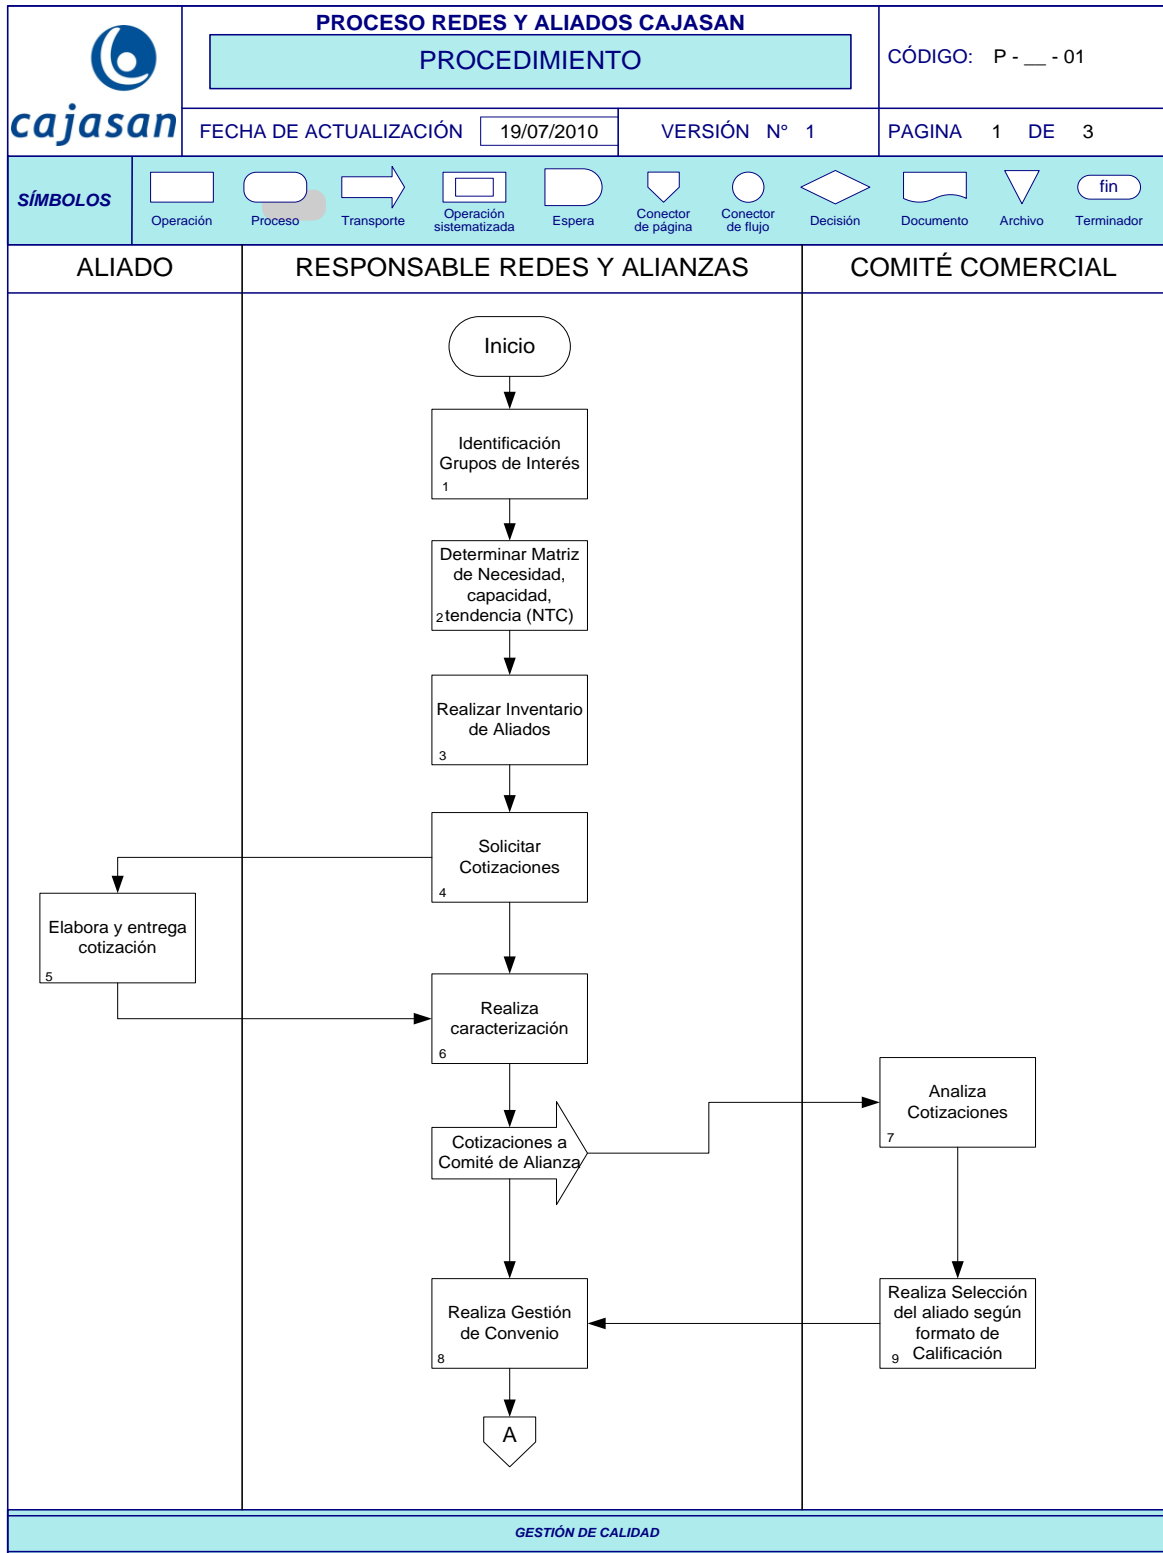 PROCESO REDES Y ALIADOS CAJASAN
PROCEDIMIENTO
CÓDIGO: P - __ - 01
cajasan
FECHA DE ACTUALIZACIÓN 19/07/2010 VERSIÓN N° 1 PAGINA 1 DE 3
SÍMBOLOS
Operación
Proceso
Transporte
Operación
sistematizada
Espera
Conector
de página
Conector
de flujo
Decisión
Documento
Archivo
fin
Terminador
ALIADO RESPONSABLE REDES Y ALIANZAS COMITÉ COMERCIAL
Inicio
Identificación
Grupos de Interés
1
Determinar Matriz
de Necesidad,
capacidad,
2 tendencia (NTC)
Realizar Inventario
de Aliados
3
Solicitar
Cotizaciones
4
Elabora y entrega
cotización
5
Realiza
caracterización
6
Analiza
Cotizaciones
7
Cotizaciones a
Comité de Alianza
Realiza Gestión
de Convenio
8
Realiza Selección
del aliado según
formato de
9 Calificación
A
GESTIÓN DE CALIDAD